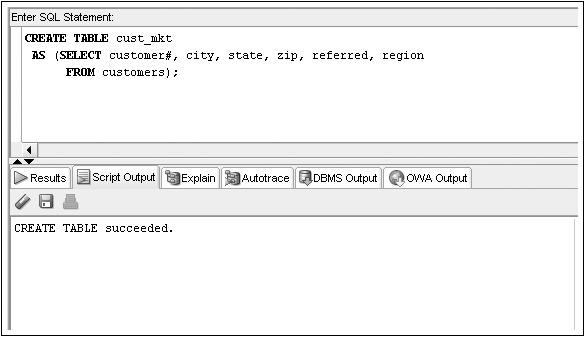 Enter SQL Statement:
CREATE TABLE cust_mkt
AS (SELECT customer#, city, state, zip, referred, region
FROM customers);
Results Script Output Explain Autotrace DBMS Output OWA Output
CREATE TABLE succeeded.